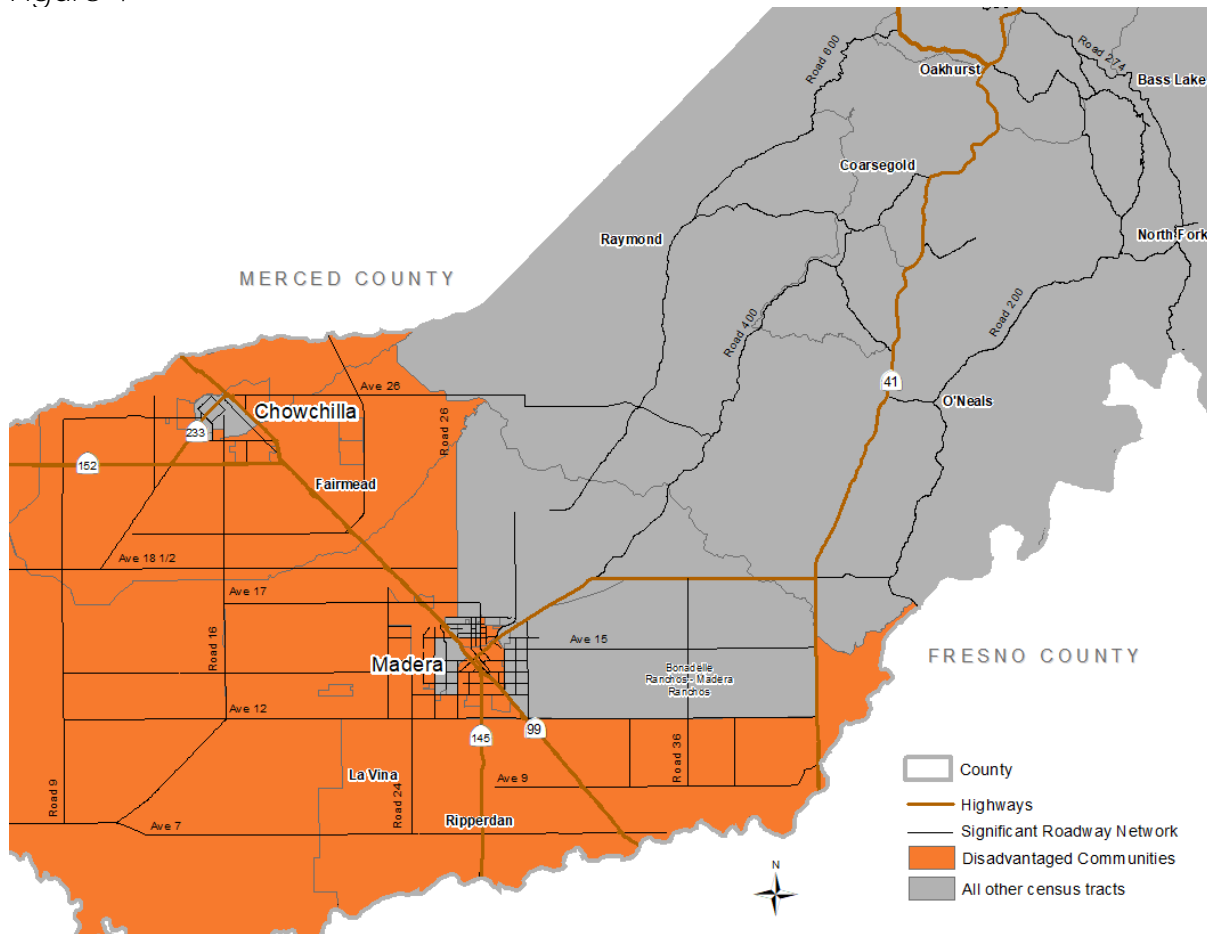 Road 600
Oakhurst
Road 274
Bass Lake
Coarsegold
Raymond
North Fork
MERCED COUNTY
Road 400
Road 200
41
Ave 26
Chowchilla
Road 26
O'Neals
233
152
Fairmead
Ave 18 1/2
Ave 17
Road 16
Ave 15
Madera
FRESNO COUNTY
Bonadelle
Ranchos - Madera
Ranchos
Ave 12
145
99
Road 9
La Vina
Road 24
Road 36
Ave 9
Ave 7
Ripperdan
County
Highways
Significant Roadway Network
Disadvantaged Communities
All other census tracts
N